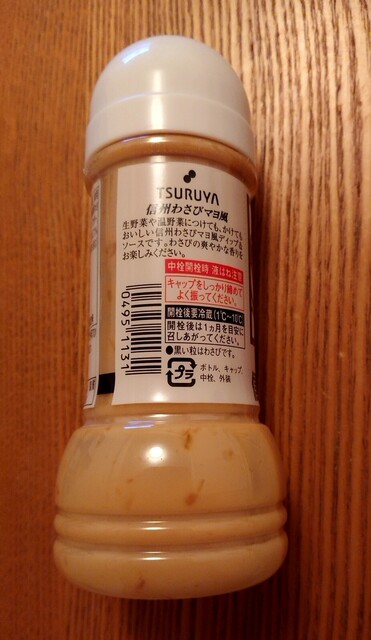 TSURUYA
信州わさびマヨ風
生野菜や温野菜につけても、かけても
おいしい信州わさびマヨ風ディップ&
ソースです。わさびの爽やかな香りを
お楽しみください。
中栓開栓時 液はね注意
キャップをしっかり締めて
よく振ってください。
開栓後要冷蔵(1℃〜10℃)
開栓後は1ヵ月を目安に
召しあがってください。
●黒い粒はわさびです。
プラ
ボトル、キャップ、
中栓、外装